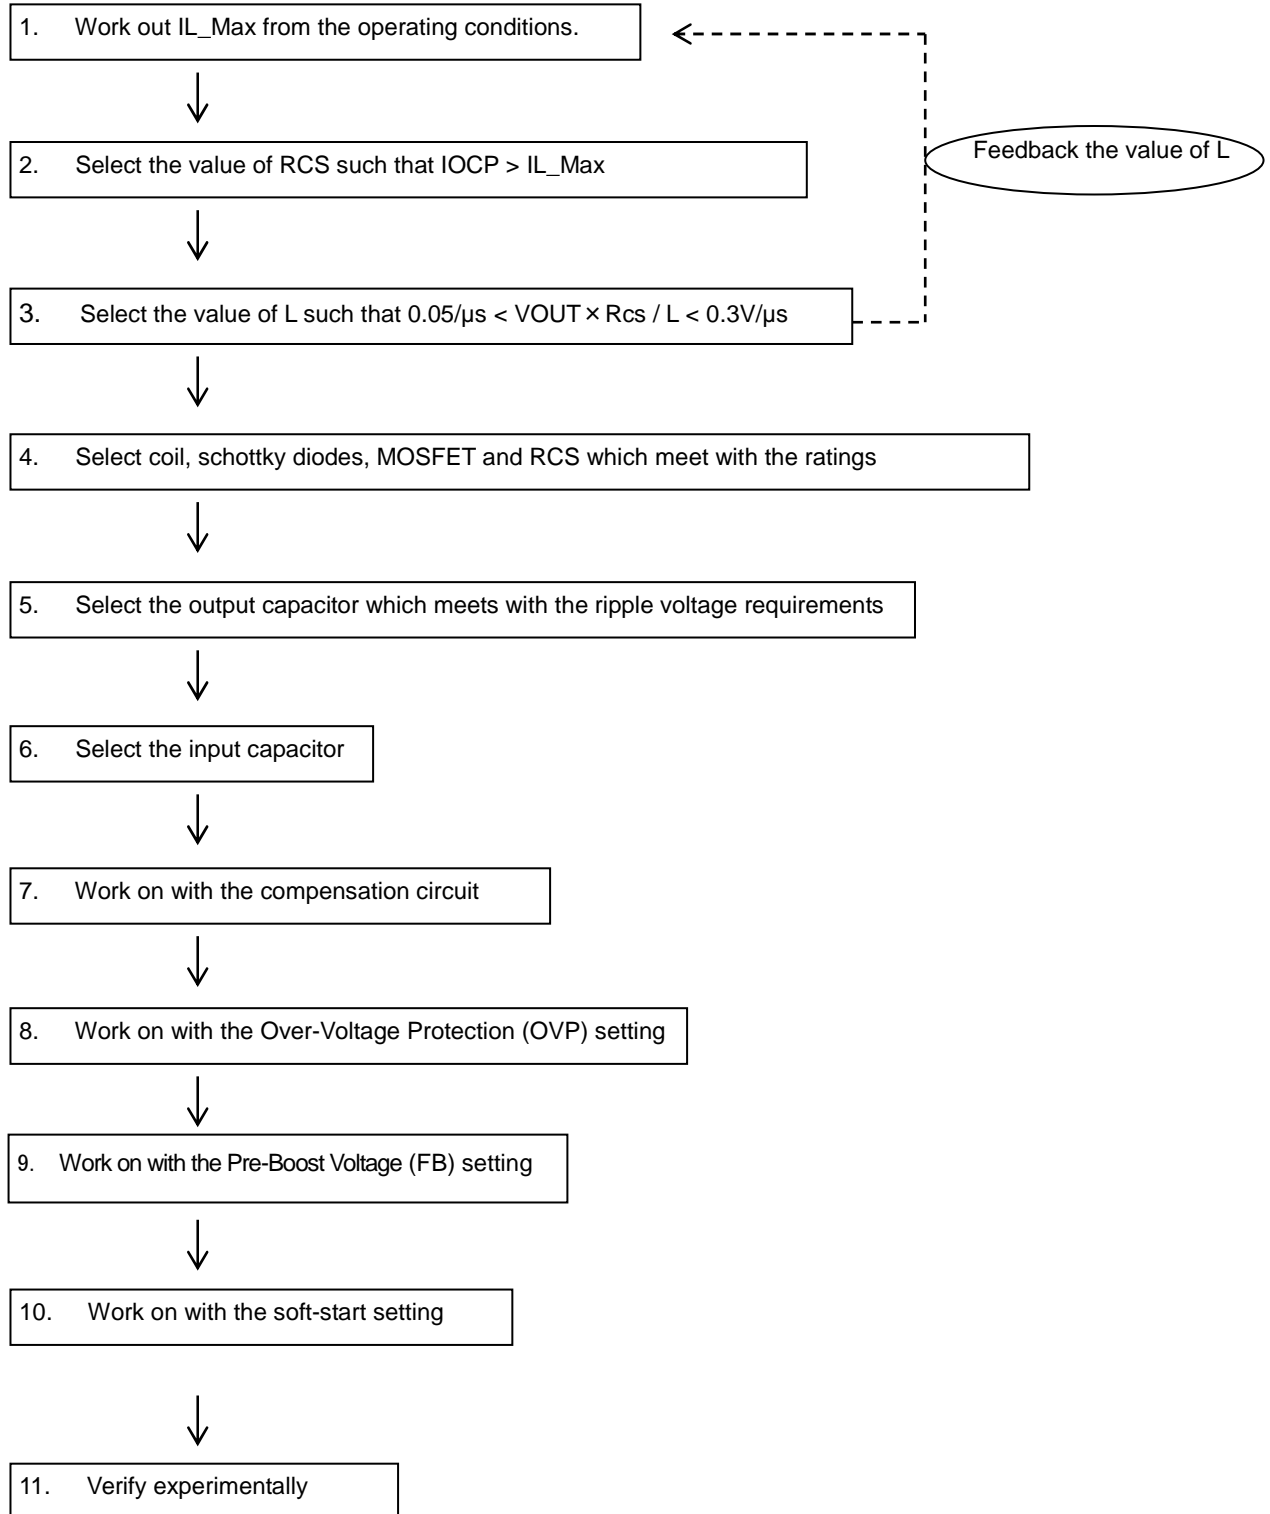 1. Work out IL_Max from the operating conditions.
2. Select the value of RCS such that IOCP > IL_Max
Feedback the value of L
3. Select the value of L such that 0.05/µs < VOUT × Rcs / L < 0.3V/µs
4. Select coil, schottky diodes, MOSFET and RCS which meet with the ratings
5. Select the output capacitor which meets with the ripple voltage requirements
6. Select the input capacitor
7. Work on with the compensation circuit
8. Work on with the Over-Voltage Protection (OVP) setting
9. Work on with the Pre-Boost Voltage (FB) setting
10. Work on with the soft-start setting
11. Verify experimentally